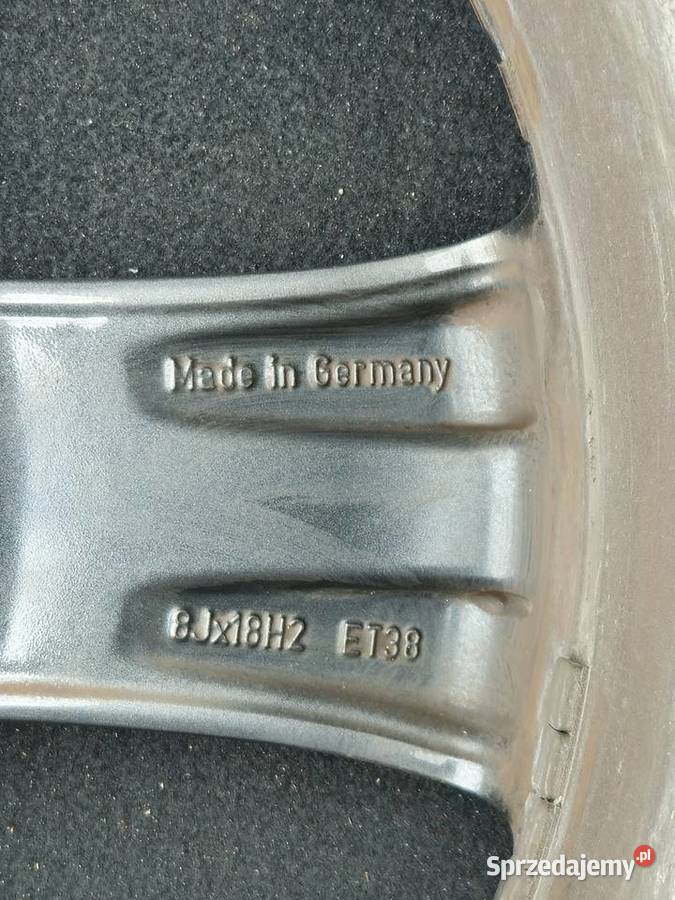 Made in Germany
8Jx18H2 ET38
Sprzedajemy.pl